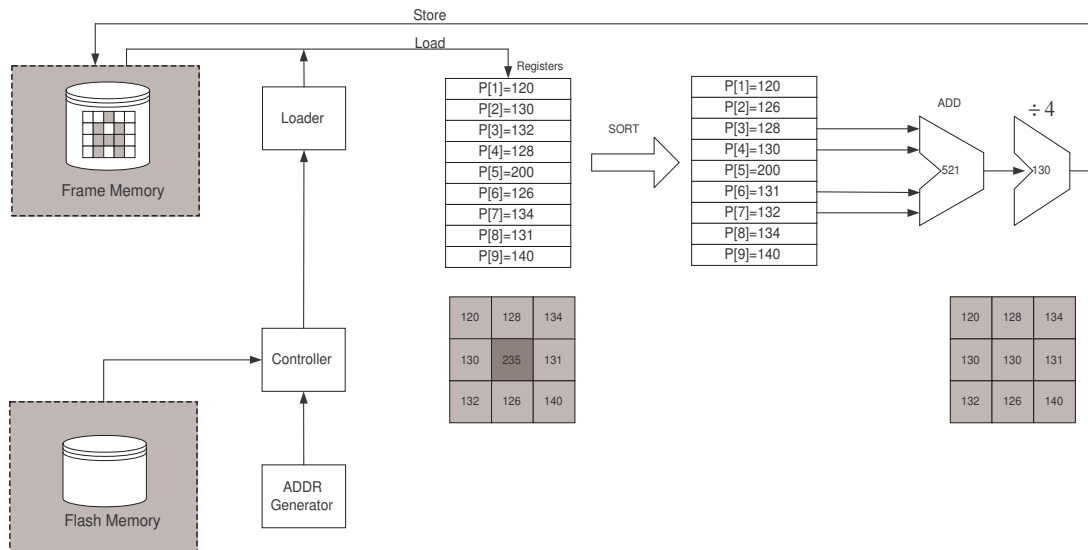 Store
Load
Frame Memory
Loader
Controller
Flash Memory
ADDR
Generator
Registers
P[1]=120
P[2]=130
P[3]=132
P[4]=128
P[5]=200
P[6]=126
P[7]=134
P[8]=131
P[9]=140
SORT
P[1]=120
P[2]=126
P[3]=128
P[4]=130
P[5]=200
P[6]=131
P[7]=132
P[8]=134
P[9]=140
ADD
521
÷4
130
120 128 134
130 235 131
132 126 140
120 128 134
130 130 131
132 126 140